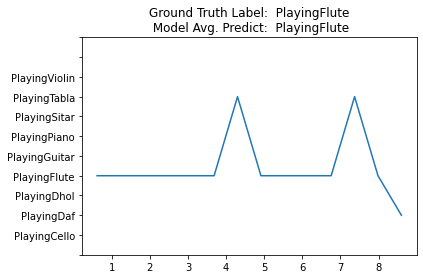 Ground Truth Label:  PlayingFlute
Model Avg. Predict:  PlayingFlute
PlayingViolin
PlayingTabla
PlayingSitar
PlayingPiano
PlayingGuitar
PlayingFlute
PlayingDhol
PlayingDaf
PlayingCello
1 2 3 4 5 6 7 8